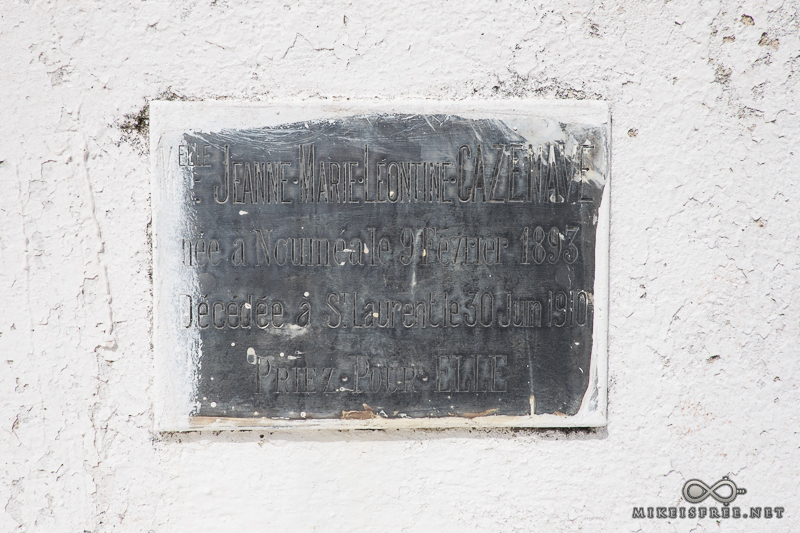 ELLE JEANNE·MARIE·LÉONTINE·CAZENAVE
née a Nouméa le 9 Février 1893
Décédée à St Laurent le 30 Juin 1910
PRIEZ·POUR·ELLE
MIKEISFREE.NET